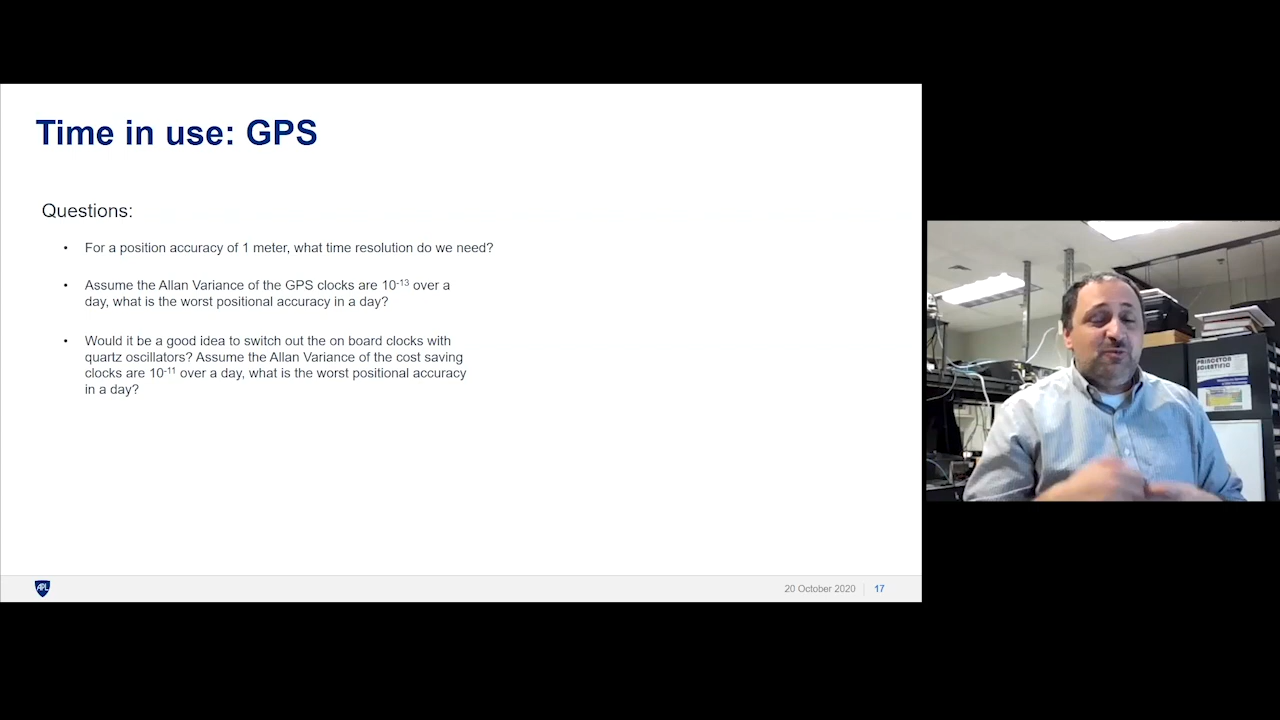 Time in use: GPS
Questions:
• For a position accuracy of 1 meter, what time resolution do we need?
• Assume the Allan Variance of the GPS clocks are 10⁻¹³ over a
day, what is the worst positional accuracy in a day?
• Would it be a good idea to switch out the on board clocks with
quartz oscillators? Assume the Allan Variance of the cost saving
clocks are 10⁻¹¹ over a day, what is the worst positional accuracy
in a day?
APL
20 October 2020 | 17
PRINCETON
SCIENTIFIC